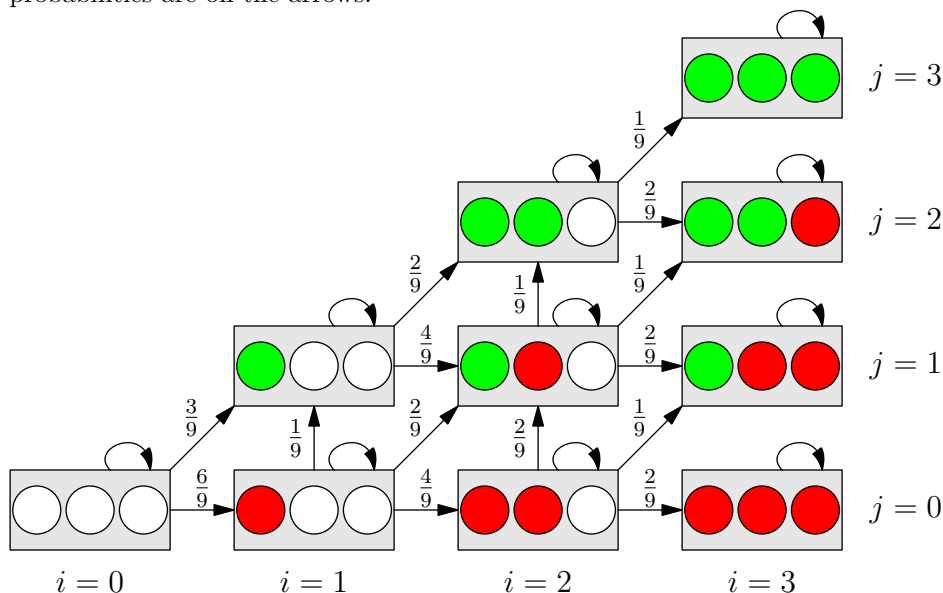 probabilities are on the arrows.
j = 3
1/9
2/9
j = 2
2/9
1/9
1/9
4/9
2/9
j = 1
3/9
1/9
2/9
2/9
1/9
6/9
4/9
2/9
j = 0
i = 0 i = 1 i = 2 i = 3